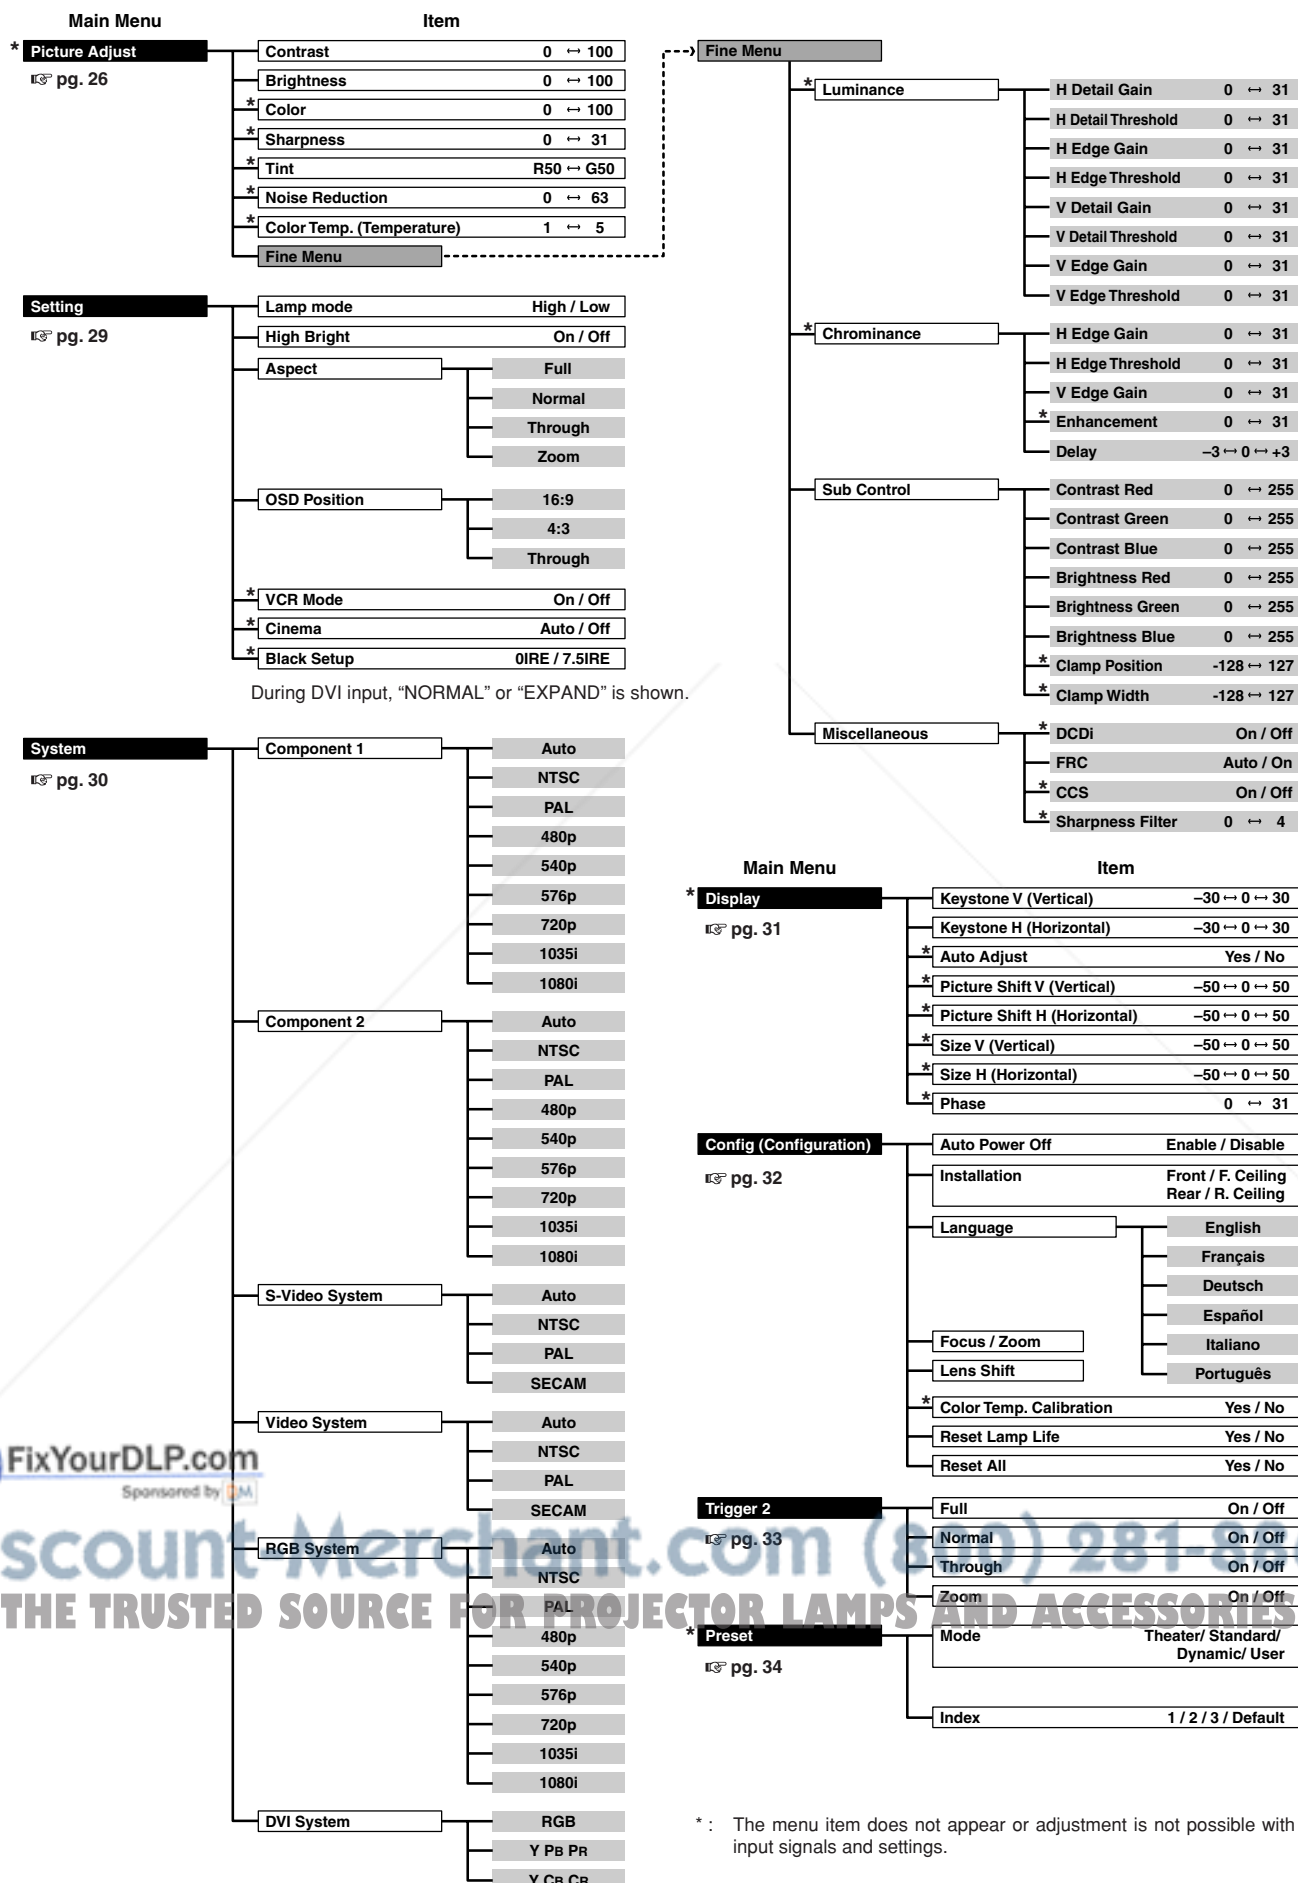 Main Menu Item
* Picture Adjust
☞ pg. 26
Contrast 0 ↔ 100
Brightness 0 ↔ 100
* Color 0 ↔ 100
* Sharpness 0 ↔ 31
* Tint R50 ↔ G50
* Noise Reduction 0 ↔ 63
* Color Temp. (Temperature) 1 ↔ 5
Fine Menu
Setting
☞ pg. 29
Lamp mode High / Low
High Bright On / Off
Aspect
Full
Normal
Through
Zoom
OSD Position
16:9
4:3
Through
* VCR Mode On / Off
* Cinema Auto / Off
* Black Setup 0IRE / 7.5IRE
During DVI input, “NORMAL” or “EXPAND” is shown.
System
☞ pg. 30
Component 1
Auto
NTSC
PAL
480p
540p
576p
720p
1035i
1080i
Component 2
Auto
NTSC
PAL
480p
540p
576p
720p
1035i
1080i
S-Video System
Auto
NTSC
PAL
SECAM
Video System
Auto
NTSC
PAL
SECAM
RGB System
Auto
NTSC
PAL
480p
540p
576p
720p
1035i
1080i
DVI System
RGB
Y PB PR
Y CB CR
Fine Menu
* Luminance
H Detail Gain 0 ↔ 31
H Detail Threshold 0 ↔ 31
H Edge Gain 0 ↔ 31
H Edge Threshold 0 ↔ 31
V Detail Gain 0 ↔ 31
V Detail Threshold 0 ↔ 31
V Edge Gain 0 ↔ 31
V Edge Threshold 0 ↔ 31
* Chrominance
H Edge Gain 0 ↔ 31
H Edge Threshold 0 ↔ 31
V Edge Gain 0 ↔ 31
* Enhancement 0 ↔ 31
Delay –3 ↔ 0 ↔ +3
Sub Control
Contrast Red 0 ↔ 255
Contrast Green 0 ↔ 255
Contrast Blue 0 ↔ 255
Brightness Red 0 ↔ 255
Brightness Green 0 ↔ 255
Brightness Blue 0 ↔ 255
* Clamp Position -128 ↔ 127
* Clamp Width -128 ↔ 127
Miscellaneous
* DCDi On / Off
FRC Auto / On
* CCS On / Off
* Sharpness Filter 0 ↔ 4
Main Menu Item
* Display
☞ pg. 31
Keystone V (Vertical) –30 ↔ 0 ↔ 30
Keystone H (Horizontal) –30 ↔ 0 ↔ 30
* Auto Adjust Yes / No
* Picture Shift V (Vertical) –50 ↔ 0 ↔ 50
* Picture Shift H (Horizontal) –50 ↔ 0 ↔ 50
* Size V (Vertical) –50 ↔ 0 ↔ 50
* Size H (Horizontal) –50 ↔ 0 ↔ 50
* Phase 0 ↔ 31
Config (Configuration)
☞ pg. 32
Auto Power Off Enable / Disable
Installation Front / F. Ceiling
Rear / R. Ceiling
Language
English
Français
Deutsch
Español
Italiano
Português
Focus / Zoom
Lens Shift
* Color Temp. Calibration Yes / No
Reset Lamp Life Yes / No
Reset All Yes / No
Trigger 2
☞ pg. 33
Full On / Off
Normal On / Off
Through On / Off
Zoom On / Off
* Preset
☞ pg. 34
Mode Theater/ Standard/
Dynamic/ User
Index 1 / 2 / 3 / Default
* : The menu item does not appear or adjustment is not possible with
input signals and settings.
FixYourDLP.com
Sponsored by DM
scount-Merchant.com (800) 281-88
THE TRUSTED SOURCE FOR PROJECTOR LAMPS AND ACCESSORIES